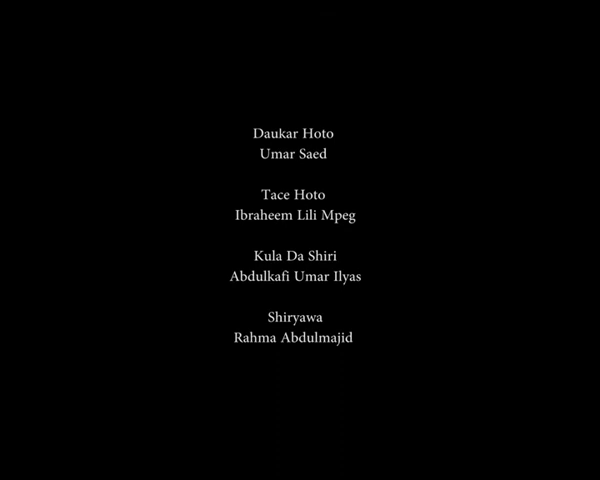 Daukar Hoto
Umar Saed
Tace Hoto
Ibraheem Lili Mpeg
Kula Da Shiri
Abdulkafi Umar Ilyas
Shiryawa
Rahma Abdulmajid